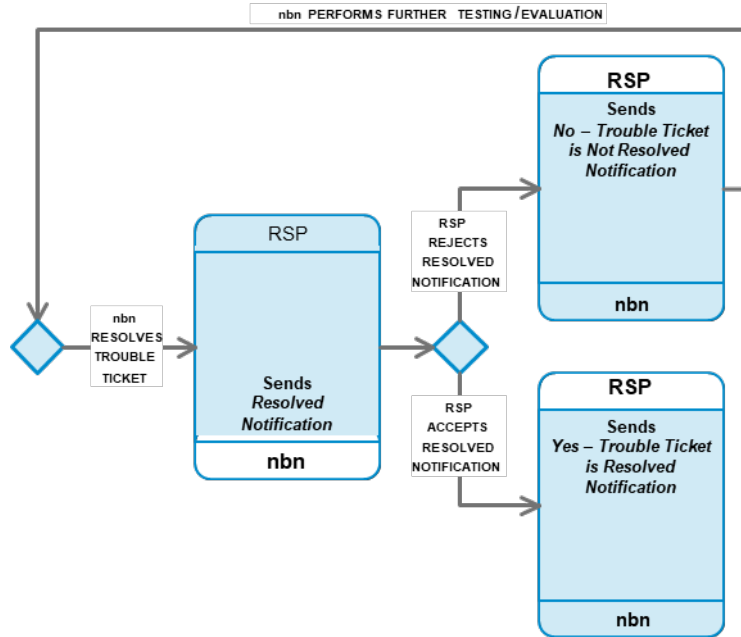 nbn PERFORMS FURTHER TESTING/EVALUATION
RSP
Sends
No – Trouble Ticket
is Not Resolved
Notification
nbn
RSP
REJECTS
RESOLVED
NOTIFICATION
RSP
Sends
Resolved
Notification
nbn
nbn
RESOLVES
TROUBLE
TICKET
RSP
ACCEPTS
RESOLVED
NOTIFICATION
RSP
Sends
Yes – Trouble Ticket
is Resolved
Notification
nbn